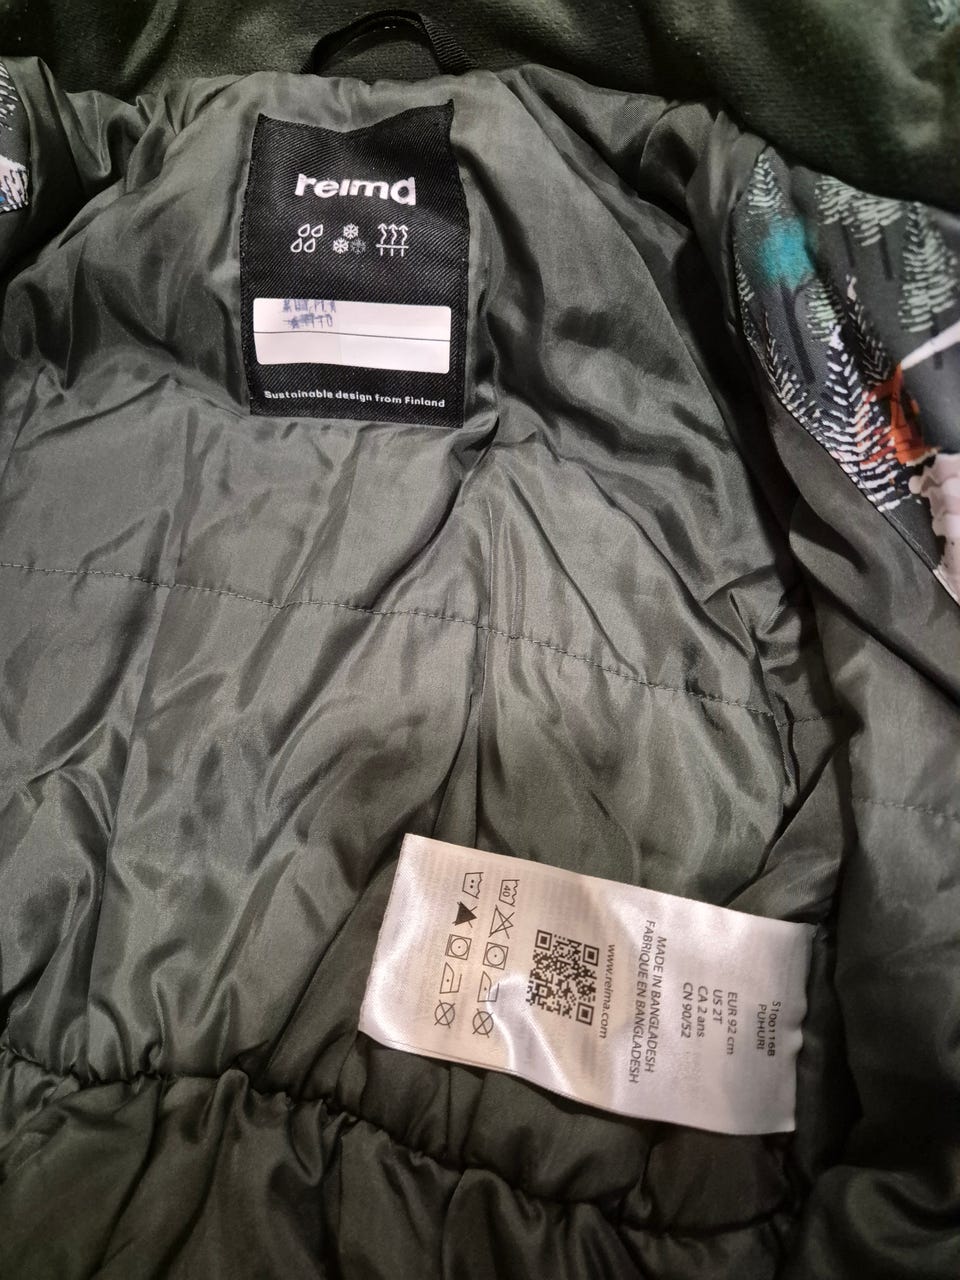 reima
Sustainable design from Finland
5100116B
PUHURI
EUR 92 cm
US 2T
CA 2 ans
CN 90/52
MADE IN BANGLADESH
FABRIQUE EN BANGLADESH
www.reima.com
40